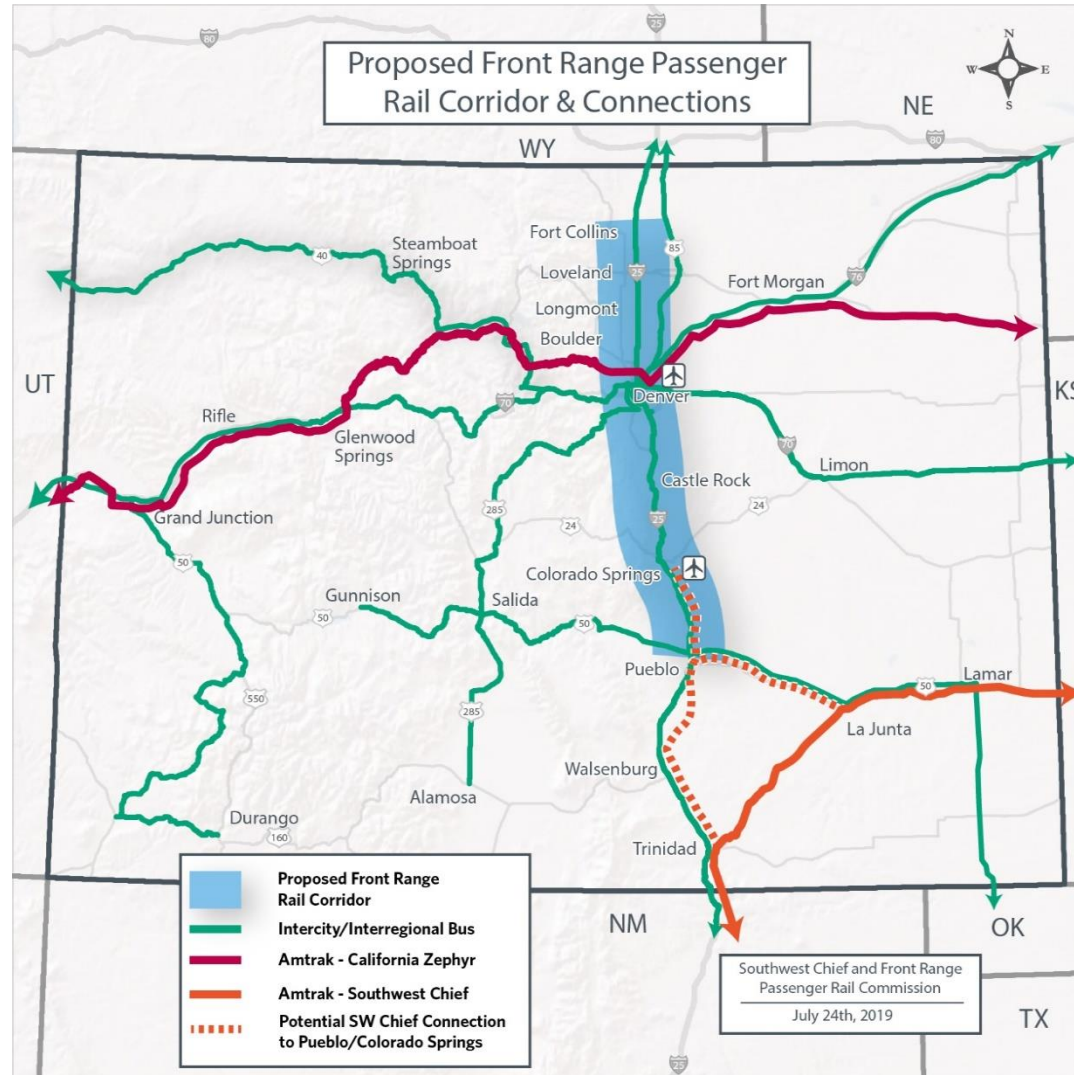 25
80
Proposed Front Range Passenger
Rail Corridor & Connections
N
W
E
S
NE
WY
80
Fort Collins
Steamboat
Springs
40
85
Loveland
25
Fort Morgan
76
Longmont
Boulder
UT
Denver
KS
Rifle
70
Glenwood
Springs
70
Limon
Castle Rock
Grand Junction
285
24
25
24
50
Colorado Springs
Gunnison
Salida
50
50
Pueblo
Lamar
550
50
285
La Junta
Walsenburg
Alamosa
Durango
160
Trinidad
Proposed Front Range
Rail Corridor
Intercity/Interregional Bus
Amtrak - California Zephyr
Amtrak - Southwest Chief
Potential SW Chief Connection
to Pueblo/Colorado Springs
NM
OK
Southwest Chief and Front Range
Passenger Rail Commission
July 24th, 2019
TX
25